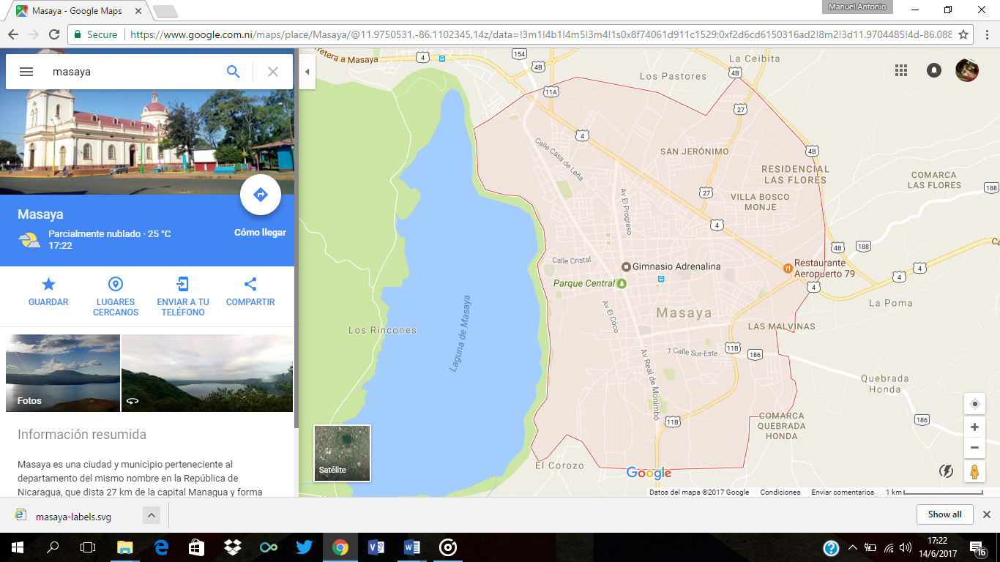 Masaya - Google Maps
Manuel Antonio
Secure
https://www.google.com.ni/maps/place/Masaya/@11.9750531,-86.1102345,14z/data=!3m1!4b1!4m5!3m4!1s0x8f74061d911c1529:0xf2d6cd6150316ad2!8m2!3d11.9704485!4d-86.088
masaya
Masaya
Parcialmente nublado · 25 °C
17:22
Cómo llegar
GUARDAR
LUGARES
CERCANOS
ENVIAR A TU
TELÉFONO
COMPARTIR
Fotos
Información resumida
Masaya es una ciudad y municipio perteneciente al
departamento del mismo nombre en la República de
Nicaragua, que dista 27 km de la capital Managua y forma
rretera a Masaya
4
154
4B
La Ceibita
Los Pastores
4B
11A
27
4
Calle Casa de Leña
SAN JERÓNIMO
4B
RESIDENCIAL
LAS FLORES
COMARCA
LAS FLORES
188
27
VILLA BOSCO
MONJE
Av El Progreso
4
4B
188
Ca
Calle Cristal
Gimnasio Adrenalina
Restaurante
Aeropuerto 79
4
4
Parque Central
4
La Poma
Masaya
Av El Coco
LAS MALVINAS
Los Rincones
Laguna de Masaya
7 Calle Sur-Este
11B
186
Av Real de Monimbó
Quebrada
Honda
11B
COMARCA
QUEBRADA
HONDA
186
El Corozo
Satélite
Google
Datos del mapa ©2017 Google
Condiciones
Enviar comentarios
1 km
masaya-labels.svg
Show all
17:22
14/6/2017
16